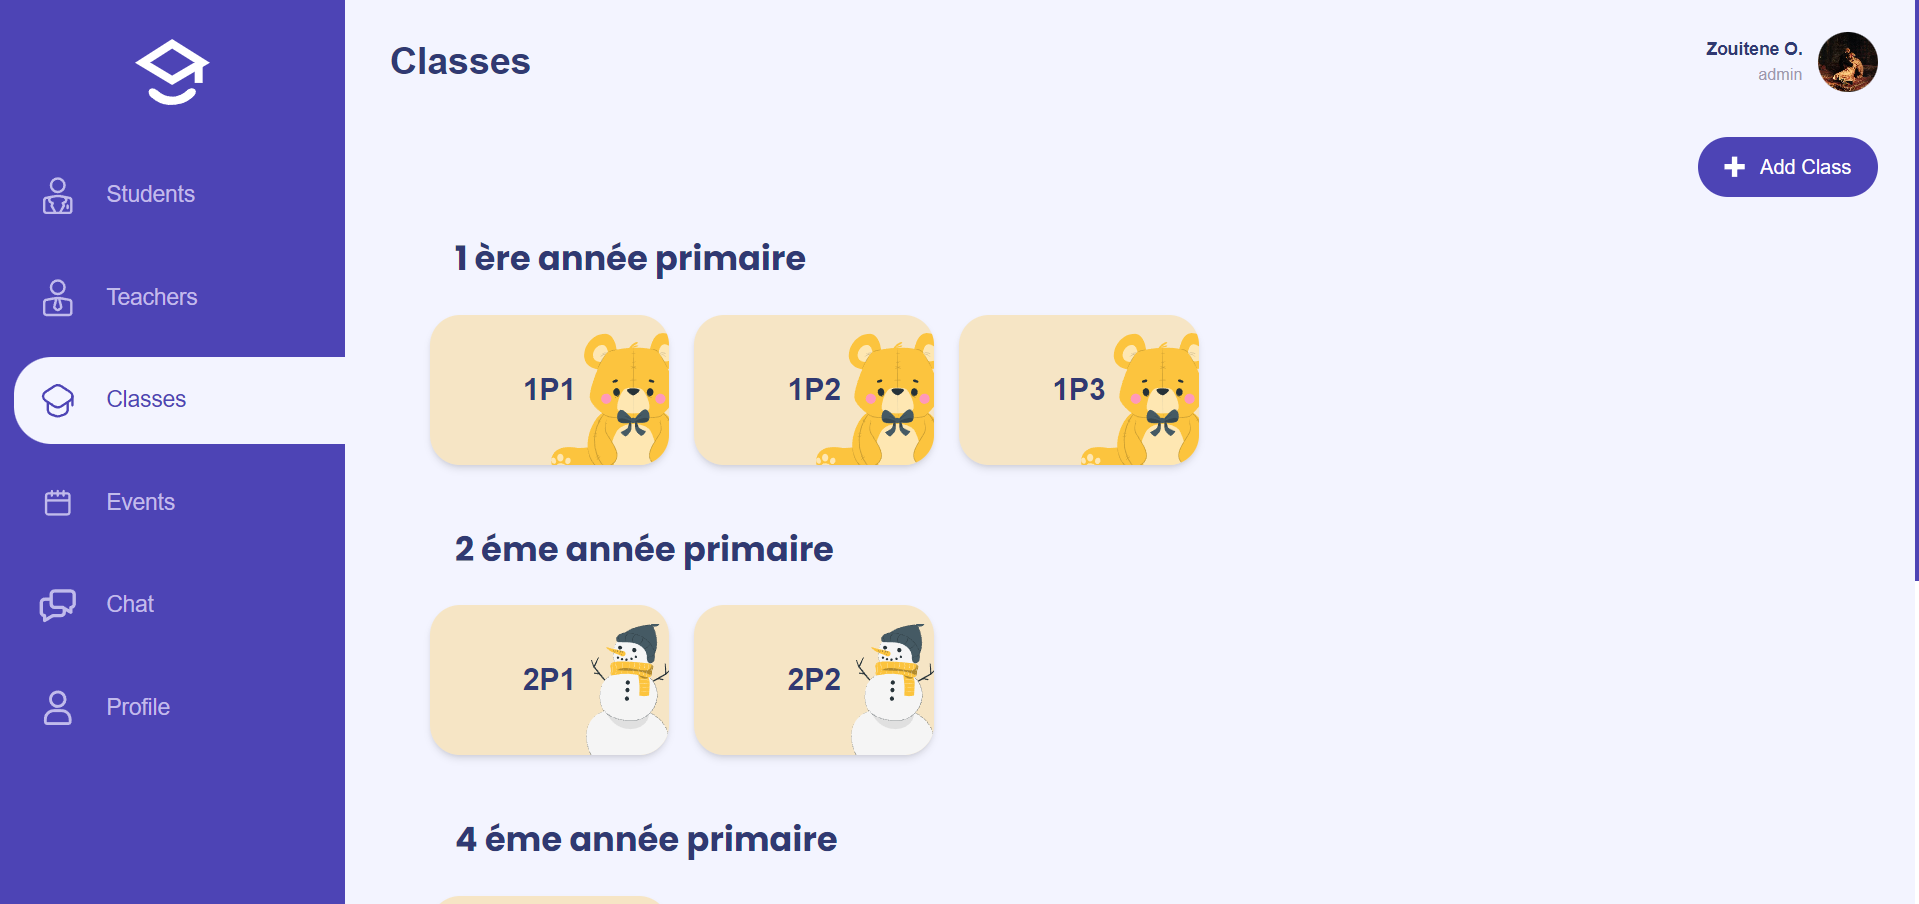 Classes
Zouitene O.
admin
Add Class
Students
Teachers
Classes
Events
Chat
Profile
1 ère année primaire
1P1
1P2
1P3
2 éme année primaire
2P1
2P2
4 éme année primaire